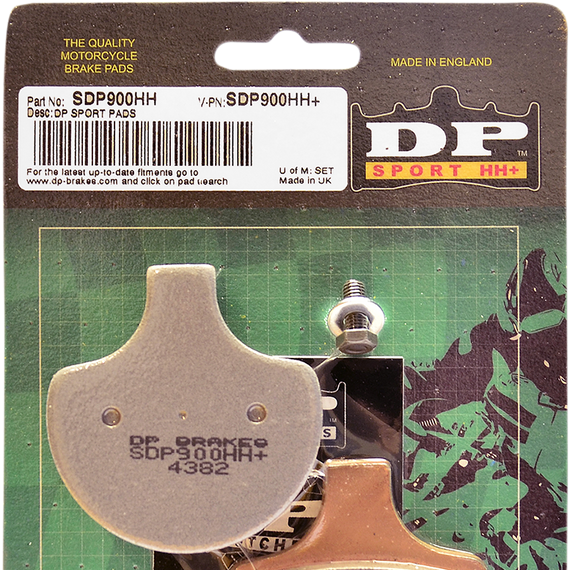 THE QUALITY
MOTORCYCLE
BRAKE PADS
MADE IN ENGLAND
Part No: SDP900HH V-PN: SDP900HH+
Desc: DP SPORT PADS
For the latest up-to-date fitments go to
www.dp-brakes.com and click on pad search
U of M: SET
Made in UK
DP
TM
SPORT HH+
DP BRAKES
SDP900HH+
4382
S
P
TCHE